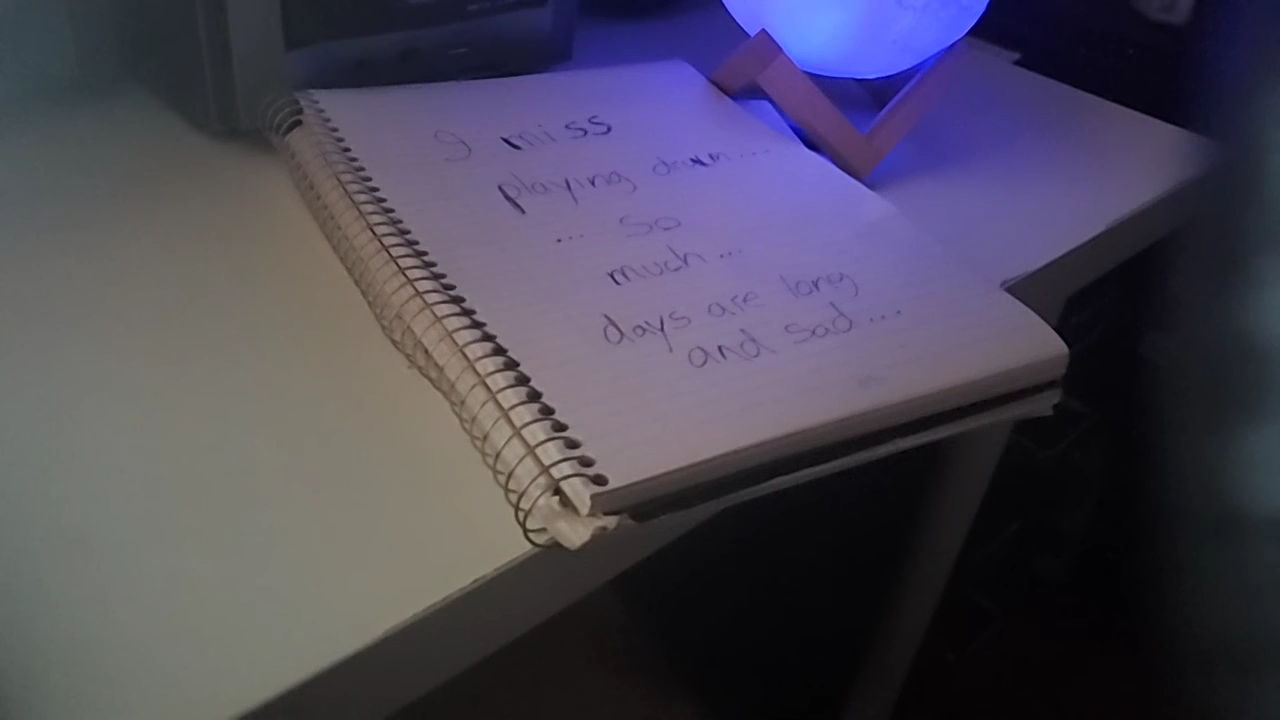 I miss
playing drum....
... so
much...
days are long
and sad...